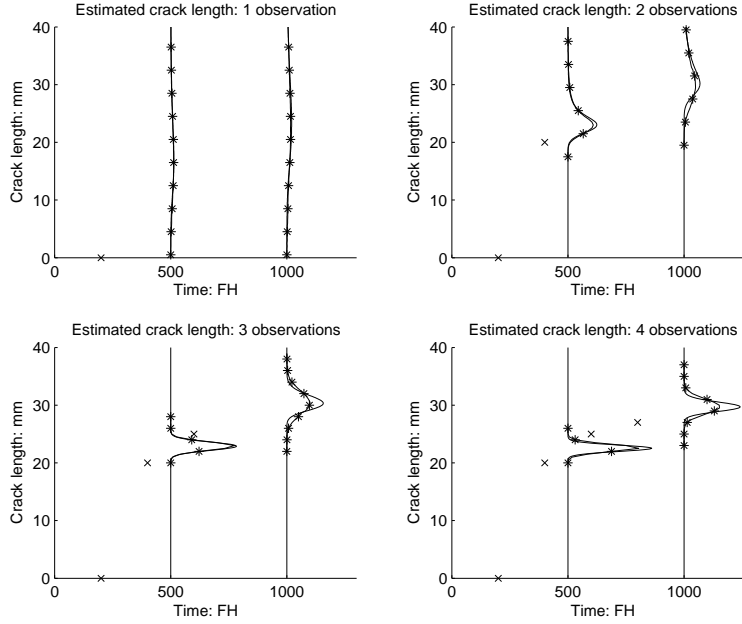 Estimated crack length: 1 observation
Crack length: mm
40
30
20
10
0
0 500 1000
Time: FH
Estimated crack length: 2 observations
Crack length: mm
40
30
20
10
0
0 500 1000
Time: FH
Estimated crack length: 3 observations
Crack length: mm
40
30
20
10
0
0 500 1000
Time: FH
Estimated crack length: 4 observations
Crack length: mm
40
30
20
10
0
0 500 1000
Time: FH